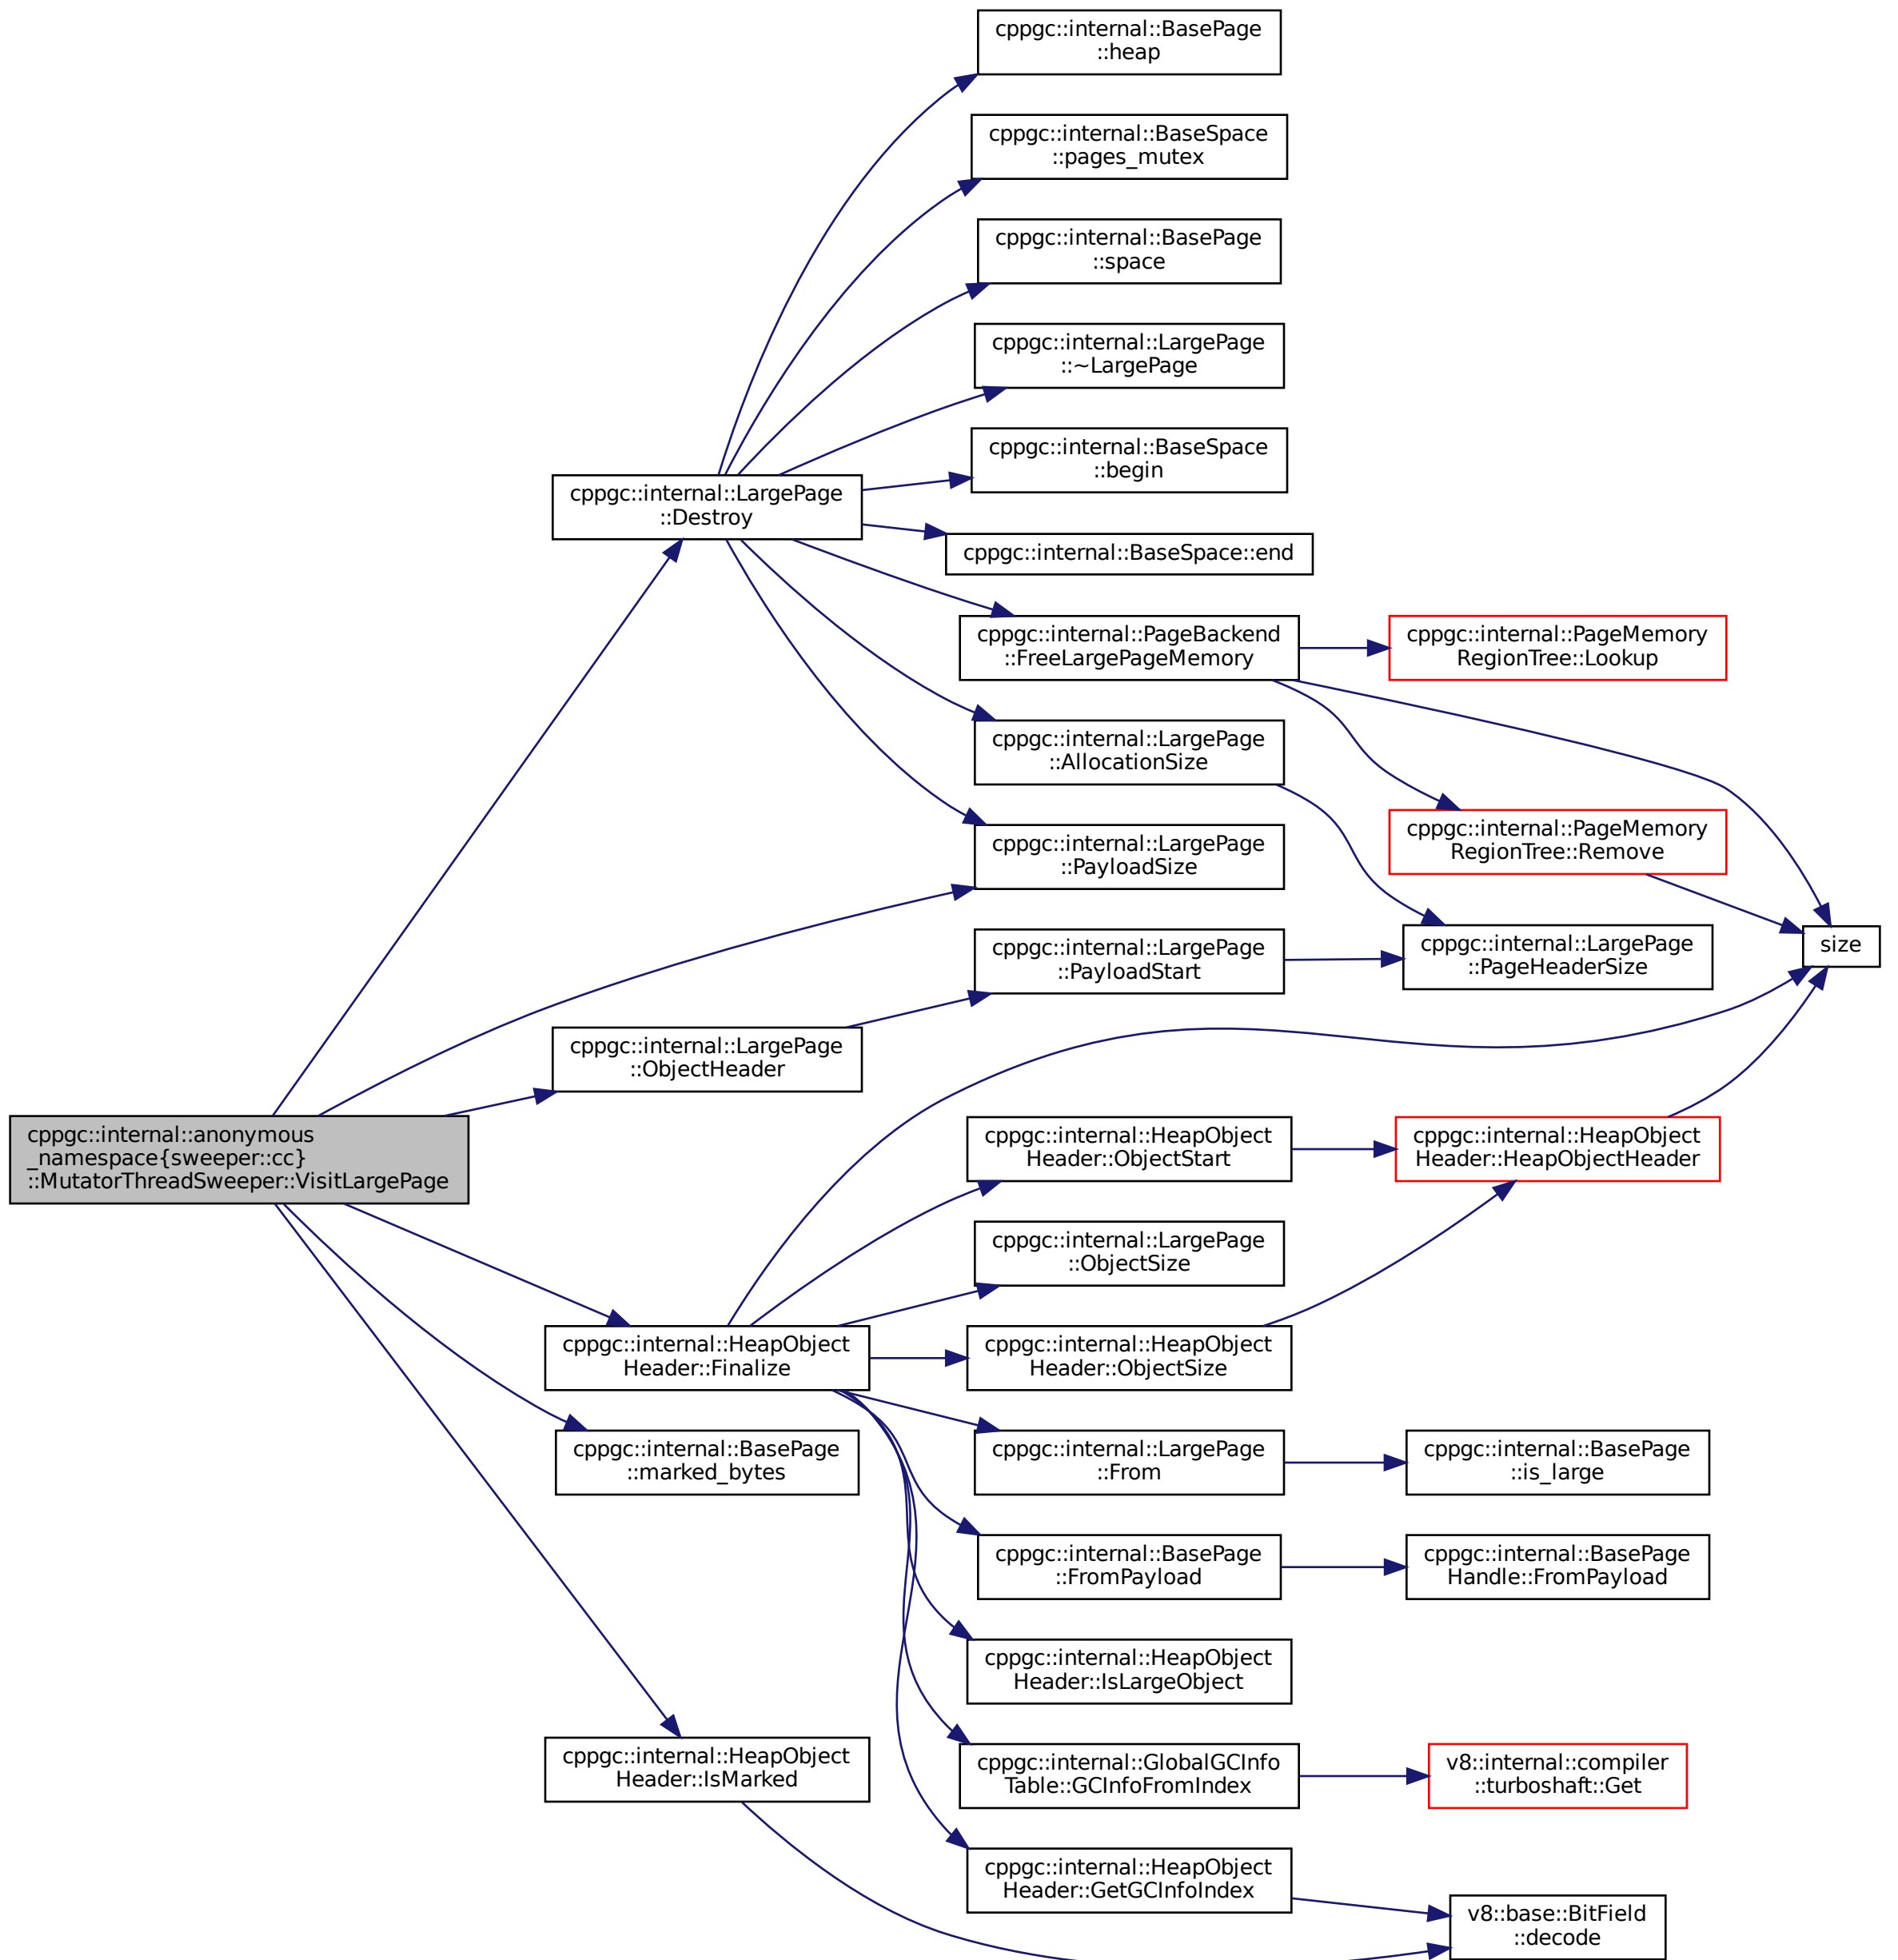 cppgc::internal::BasePage
::heap
cppgc::internal::BaseSpace
::pages_mutex
cppgc::internal::BasePage
::space
cppgc::internal::LargePage
::~LargePage
cppgc::internal::BaseSpace
::begin
cppgc::internal::LargePage
::Destroy
cppgc::internal::BaseSpace::end
cppgc::internal::PageBackend
::FreeLargePageMemory
cppgc::internal::PageMemory
RegionTree::Lookup
cppgc::internal::LargePage
::AllocationSize
cppgc::internal::PageMemory
RegionTree::Remove
cppgc::internal::LargePage
::PayloadSize
cppgc::internal::LargePage
::PayloadStart
cppgc::internal::LargePage
::PageHeaderSize
size
cppgc::internal::LargePage
::ObjectHeader
cppgc::internal::anonymous
_namespace{sweeper::cc}
::MutatorThreadSweeper::VisitLargePage
cppgc::internal::HeapObject
Header::ObjectStart
cppgc::internal::HeapObject
Header::HeapObjectHeader
cppgc::internal::LargePage
::ObjectSize
cppgc::internal::HeapObject
Header::Finalize
cppgc::internal::HeapObject
Header::ObjectSize
cppgc::internal::BasePage
::marked_bytes
cppgc::internal::LargePage
::From
cppgc::internal::BasePage
::is_large
cppgc::internal::BasePage
::FromPayload
cppgc::internal::BasePage
Handle::FromPayload
cppgc::internal::HeapObject
Header::IsLargeObject
cppgc::internal::HeapObject
Header::IsMarked
cppgc::internal::GlobalGCInfo
Table::GCInfoFromIndex
v8::internal::compiler
::turboshaft::Get
cppgc::internal::HeapObject
Header::GetGCInfoIndex
v8::base::BitField
::decode